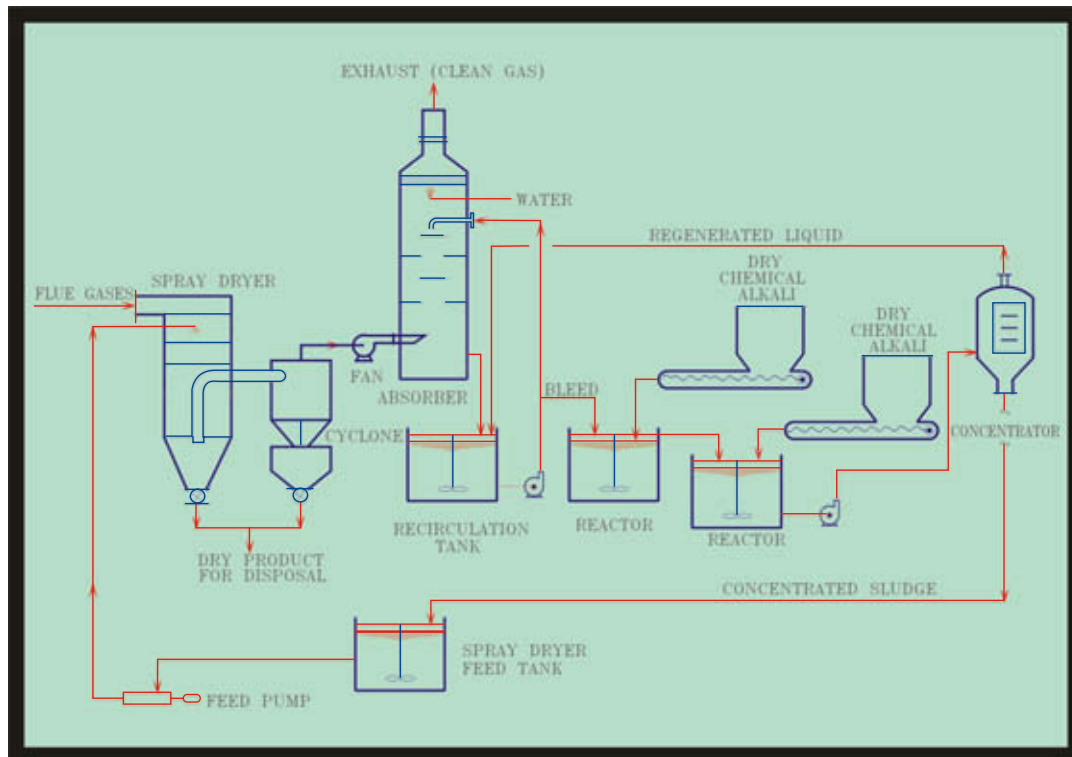 EXHAUST (CLEAN GAS)
WATER
REGENERATED LIQUID
DRY
CHEMICAL
ALKALI
SPRAY DRYER
FLUE GASES
DRY
CHEMICAL
ALKALI
FAN
ABSORBER
BLEED
CYCLONE
CONCENTRATOR
RECIRCULATION
TANK
REACTOR
REACTOR
DRY PRODUCT
FOR DISPOSAL
CONCENTRATED SLUDGE
SPRAY DRYER
FEED TANK
FEED PUMP